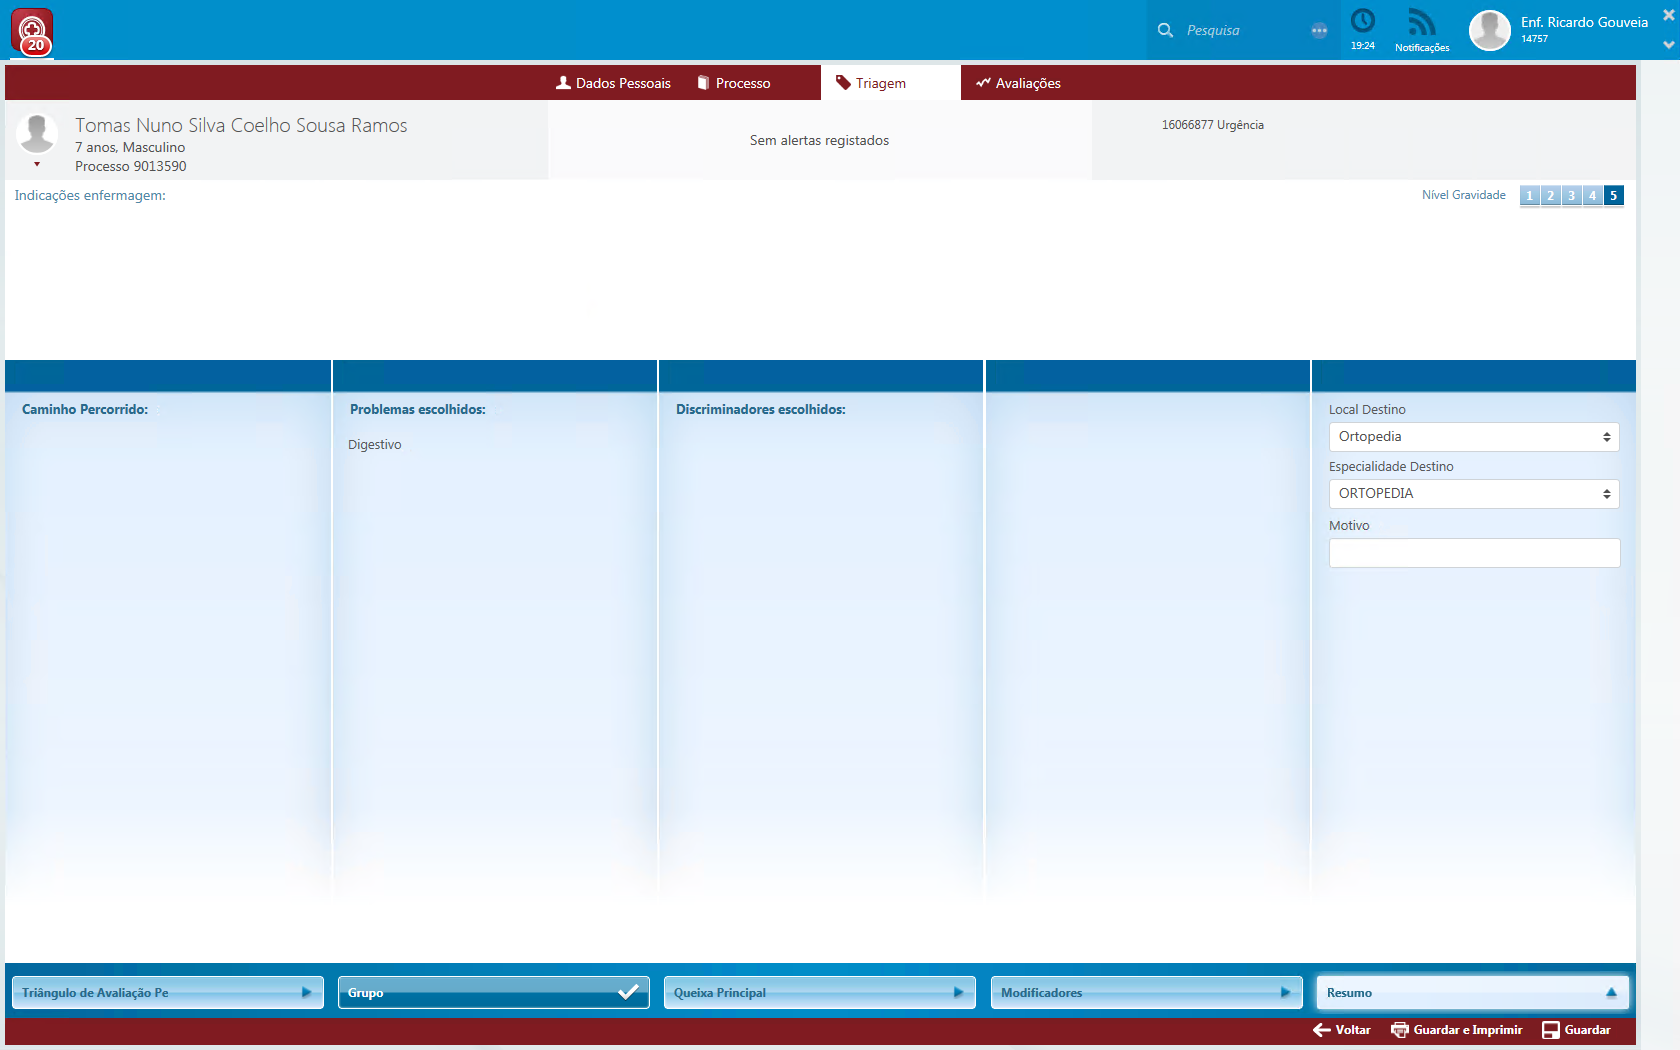 20
Pesquisa
19:24
Notificações
Enf. Ricardo Gouveia
14757
Dados Pessoais
Processo
Triagem
Avaliações
Tomas Nuno Silva Coelho Sousa Ramos
7 anos, Masculino
Processo 9013590
Sem alertas registados
16066877 Urgência
Indicações enfermagem:
Nível Gravidade 1 2 3 4 5
Caminho Percorrido:
Problemas escolhidos:
Digestivo
Discriminadores escolhidos:
Local Destino
Ortopedia
Especialidade Destino
ORTOPEDIA
Motivo
Triângulo de Avaliação Pe
Grupo
Queixa Principal
Modificadores
Resumo
Voltar
Guardar e Imprimir
Guardar